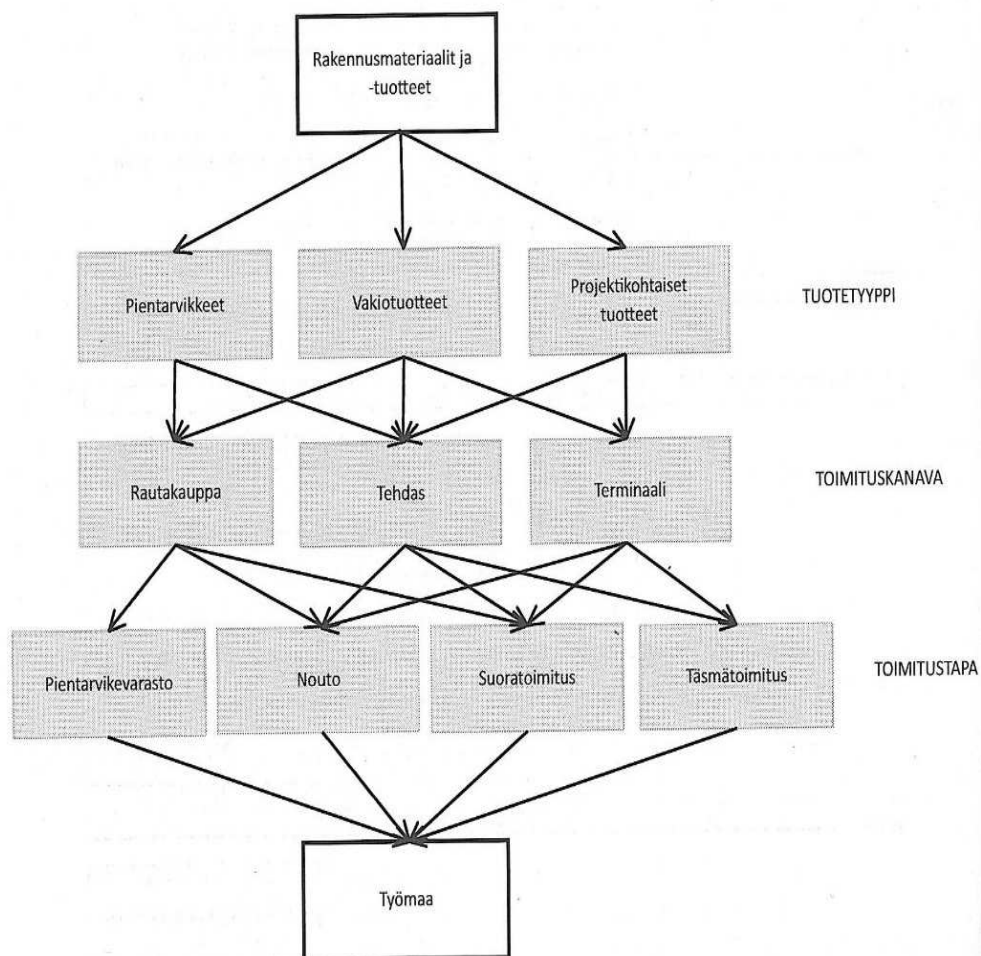 Rakennusmateriaalit ja
-tuotteet
Pientarvikkeet
Vakiotuotteet
Projektikohtaiset
tuotteet
TUOTETYYPPI
Rautakauppa
Tehdas
Terminaali
TOIMITUSKANAVA
Pientarvikevarasto
Nouto
Suoratoimitus
Täsmätoimitus
TOIMITUSTAPA
Työmaa